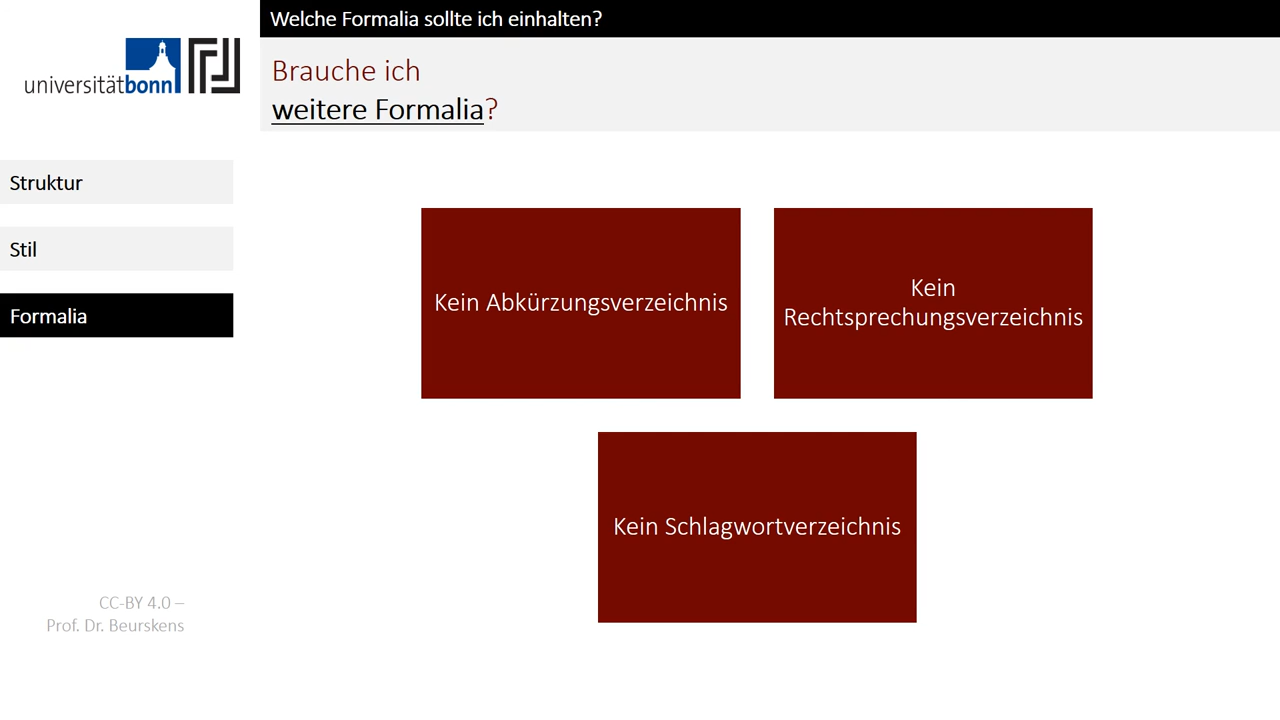 Welche Formalia sollte ich einhalten?
universitätbonn
Brauche ich
weitere Formalia?
Struktur
Stil
Formalia
Kein Abkürzungsverzeichnis
Kein
Rechtsprechungsverzeichnis
Kein Schlagwortverzeichnis
CC-BY 4.0 –
Prof. Dr. Beurskens